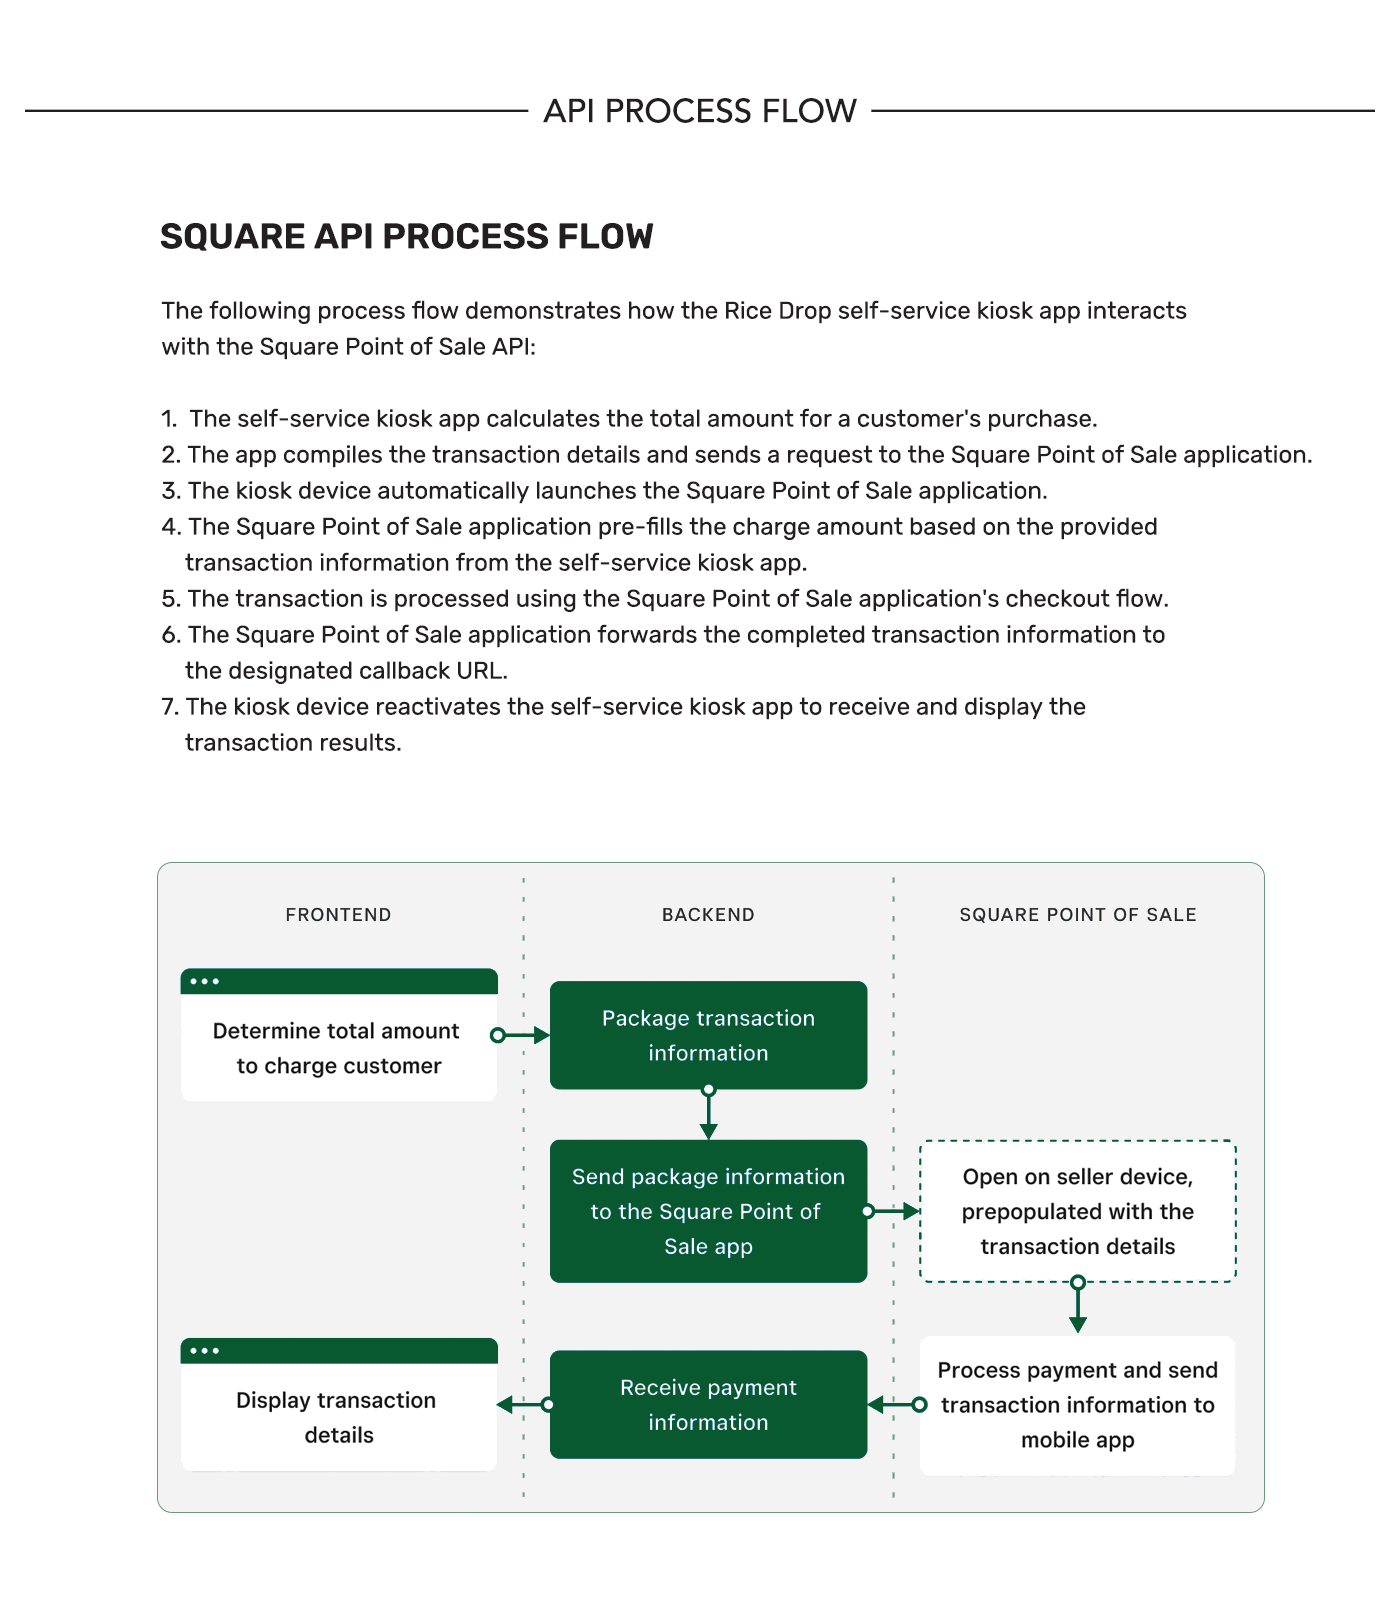 API PROCESS FLOW
SQUARE API PROCESS FLOW
The following process flow demonstrates how the Rice Drop self-service kiosk app interacts
with the Square Point of Sale API:
1. The self-service kiosk app calculates the total amount for a customer's purchase.
2. The app compiles the transaction details and sends a request to the Square Point of Sale application.
3. The kiosk device automatically launches the Square Point of Sale application.
4. The Square Point of Sale application pre-fills the charge amount based on the provided
transaction information from the self-service kiosk app.
5. The transaction is processed using the Square Point of Sale application's checkout flow.
6. The Square Point of Sale application forwards the completed transaction information to
the designated callback URL.
7. The kiosk device reactivates the self-service kiosk app to receive and display the
transaction results.
FRONTEND
BACKEND
SQUARE POINT OF SALE
Determine total amount
to charge customer
Package transaction
information
Send package information
to the Square Point of
Sale app
Open on seller device,
prepopulated with the
transaction details
Process payment and send
transaction information to
mobile app
Receive payment
information
Display transaction
details